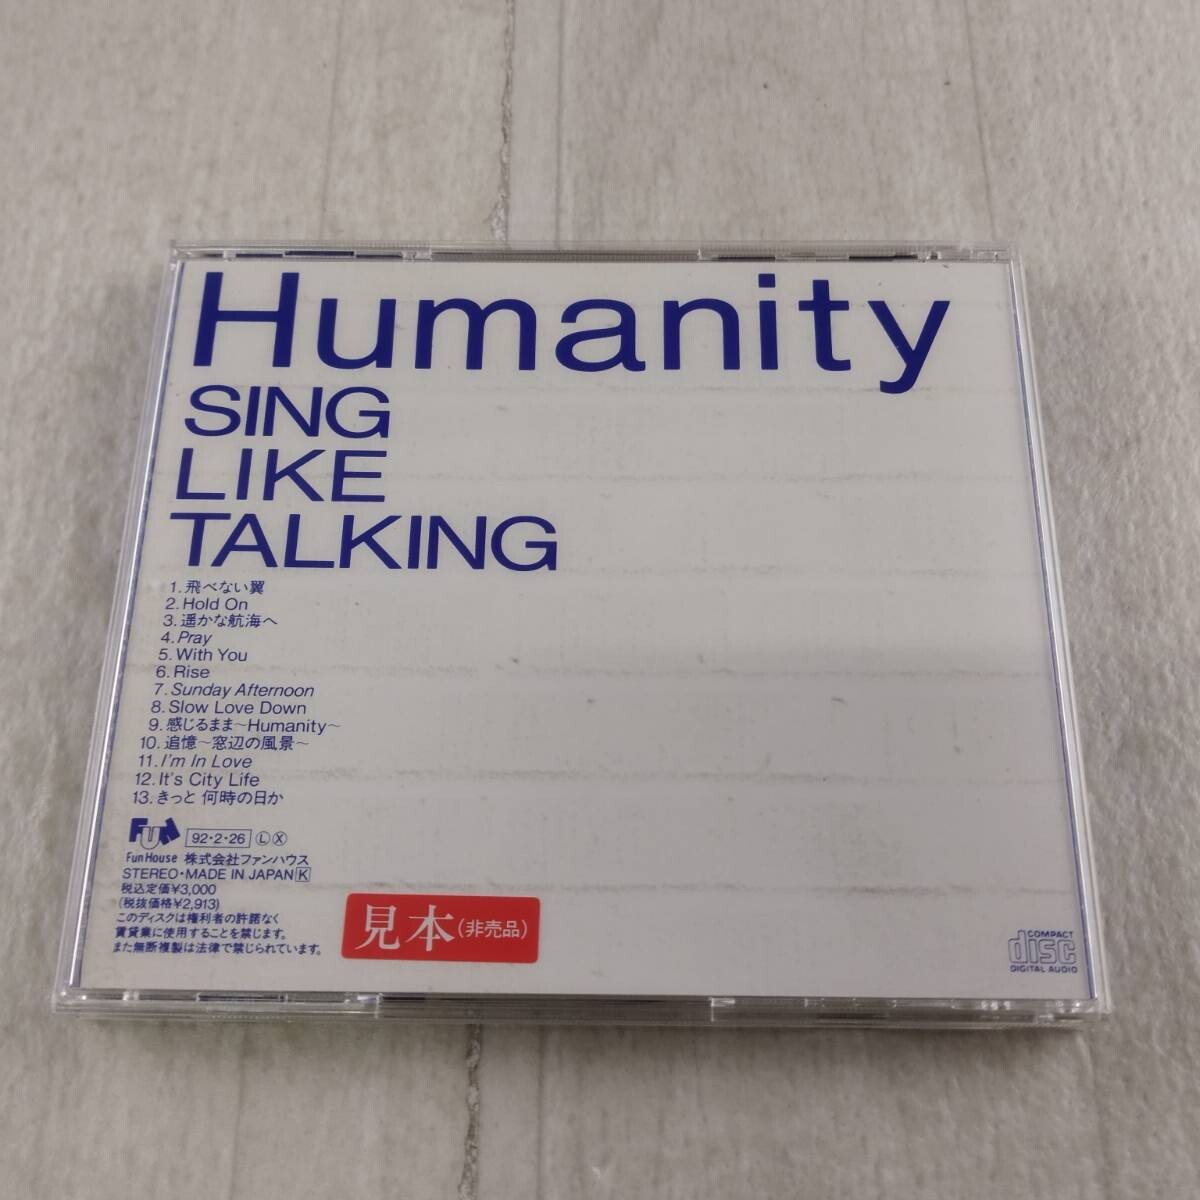 Humanity
SING
LIKE
TALKING
1. 飛べない翼
2. Hold On
3. 遥かな航海へ
4. Pray
5. With You
6. Rise
7. Sunday Afternoon
8. Slow Love Down
9. 感じるまま〜Humanity〜
10. 追憶〜窓辺の風景〜
11. I'm In Love
12. It's City Life
13. きっと 何時の日か
FUN 92・2・26 Ⓛ Ⓧ
Fun House 株式会社ファンハウス
STEREO・MADE IN JAPAN K
税込定価¥3,000
(税抜価格¥2,913)
このディスクは権利者の許諾なく
賃貸業に使用することを禁じます。
また無断複製は法律で禁じられています。
見本(非売品)
COMPACT
disc
DIGITAL AUDIO